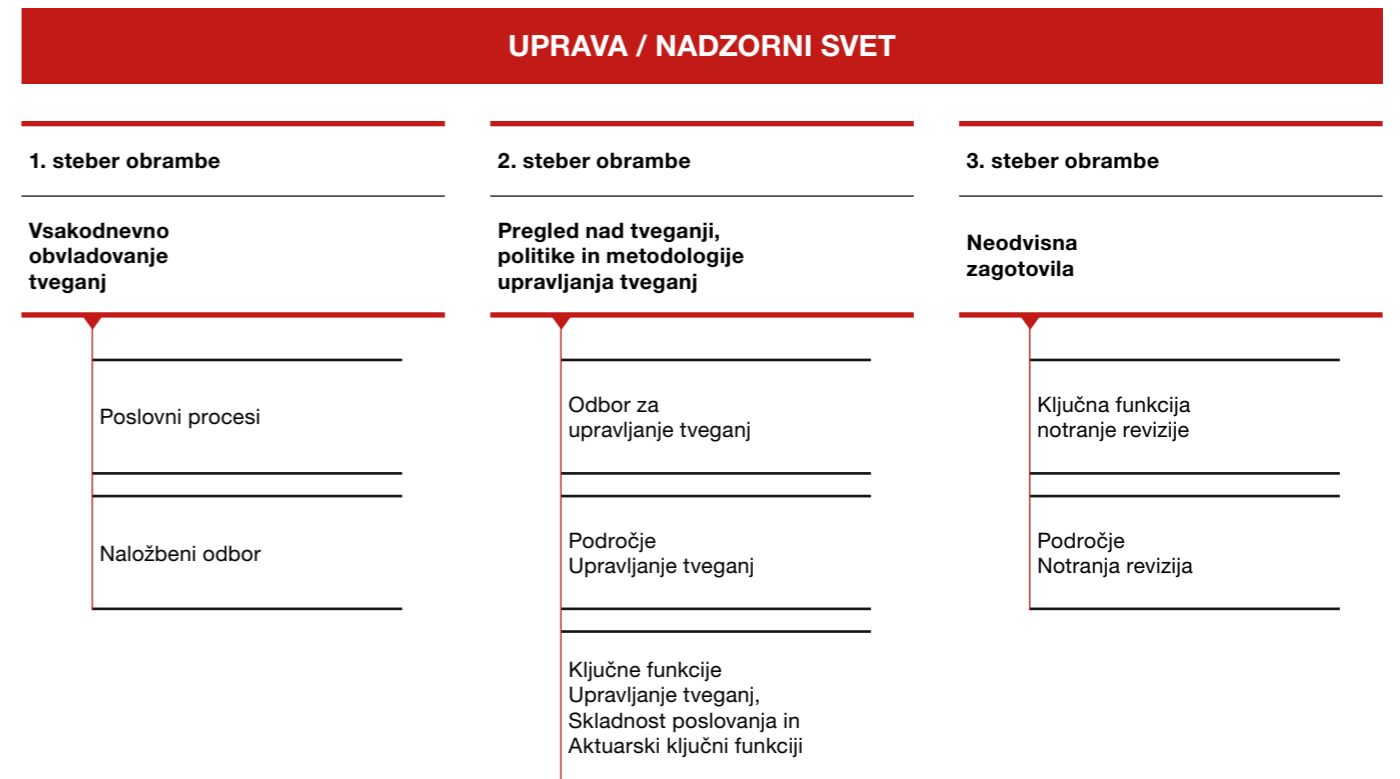 UPRAVA / NADZORNI SVET
1. steber obrambe
Vsakodnevno
obvladovanje
tveganj
Poslovni procesi
Naložbeni odbor
2. steber obrambe
Pregled nad tveganji,
politike in metodologije
upravljanja tveganj
Odbor za
upravljanje tveganj
Področje
Upravljanje tveganj
Ključne funkcije
Upravljanje tveganj,
Skladnost poslovanja in
Aktuarski ključni funkciji
3. steber obrambe
Neodvisna
zagotovila
Ključna funkcija
notranje revizije
Področje
Notranja revizija